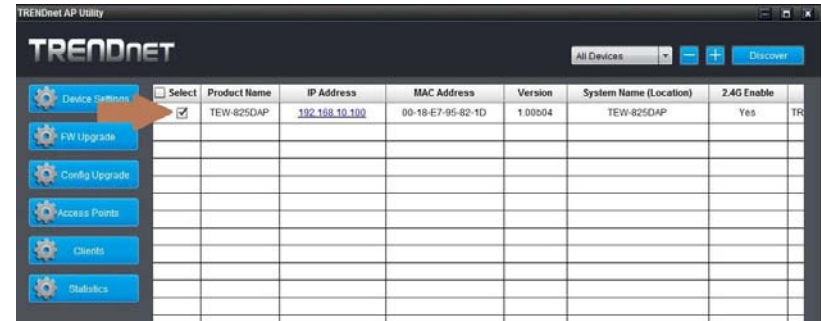 TRENDnet AP Utility
TRENDNET
All Devices
Discover
Select Product Name IP Address MAC Address Version System Name (Location) 2.4G Enable
TEW-825DAP 192.168.10.100 00-18-E7-95-82-1D 1.00b04 TEW-825DAP Yes TR
Device Settings
FW Upgrade
Config Upgrade
Access Points
Clients
Statistics